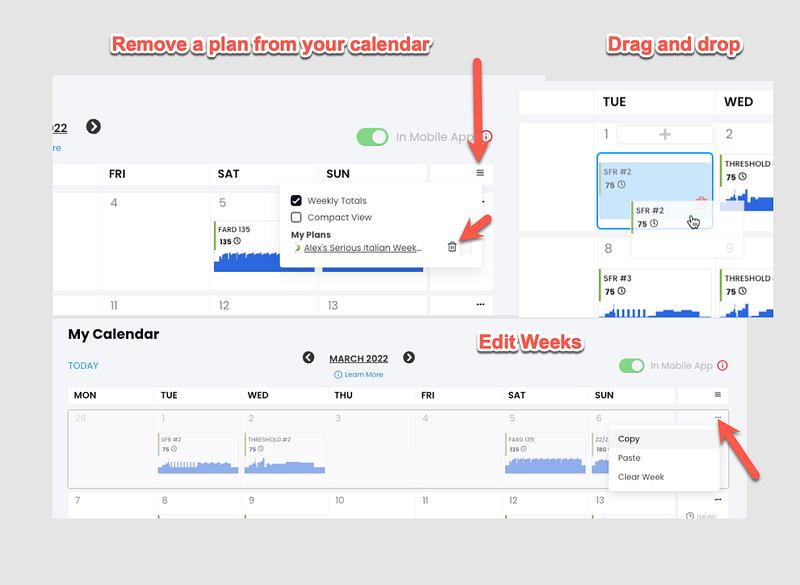 Remove a plan from your calendar
Drag and drop
22
re
In Mobile App
FRI SAT SUN
4 5
Weekly Totals
Compact View
My Plans
Alex's Serious Italian Week...
FARD 135
135
11 12 13
TUE WED
1 2
SFR #2
75
THRESHOLD
75
SFR #2
75
8 9
SFR #3
75
THRESHOLD
75
My Calendar
Edit Weeks
TODAY
MARCH 2022
Learn More
In Mobile App
MON TUE WED THU FRI SAT SUN
28 1 2 3 4 5 6
SFR #2
75
THRESHOLD #2
75
FARD 135
135
22/2
180
Copy
Paste
Clear Week
7 8 9 10 11 12 13
08:00